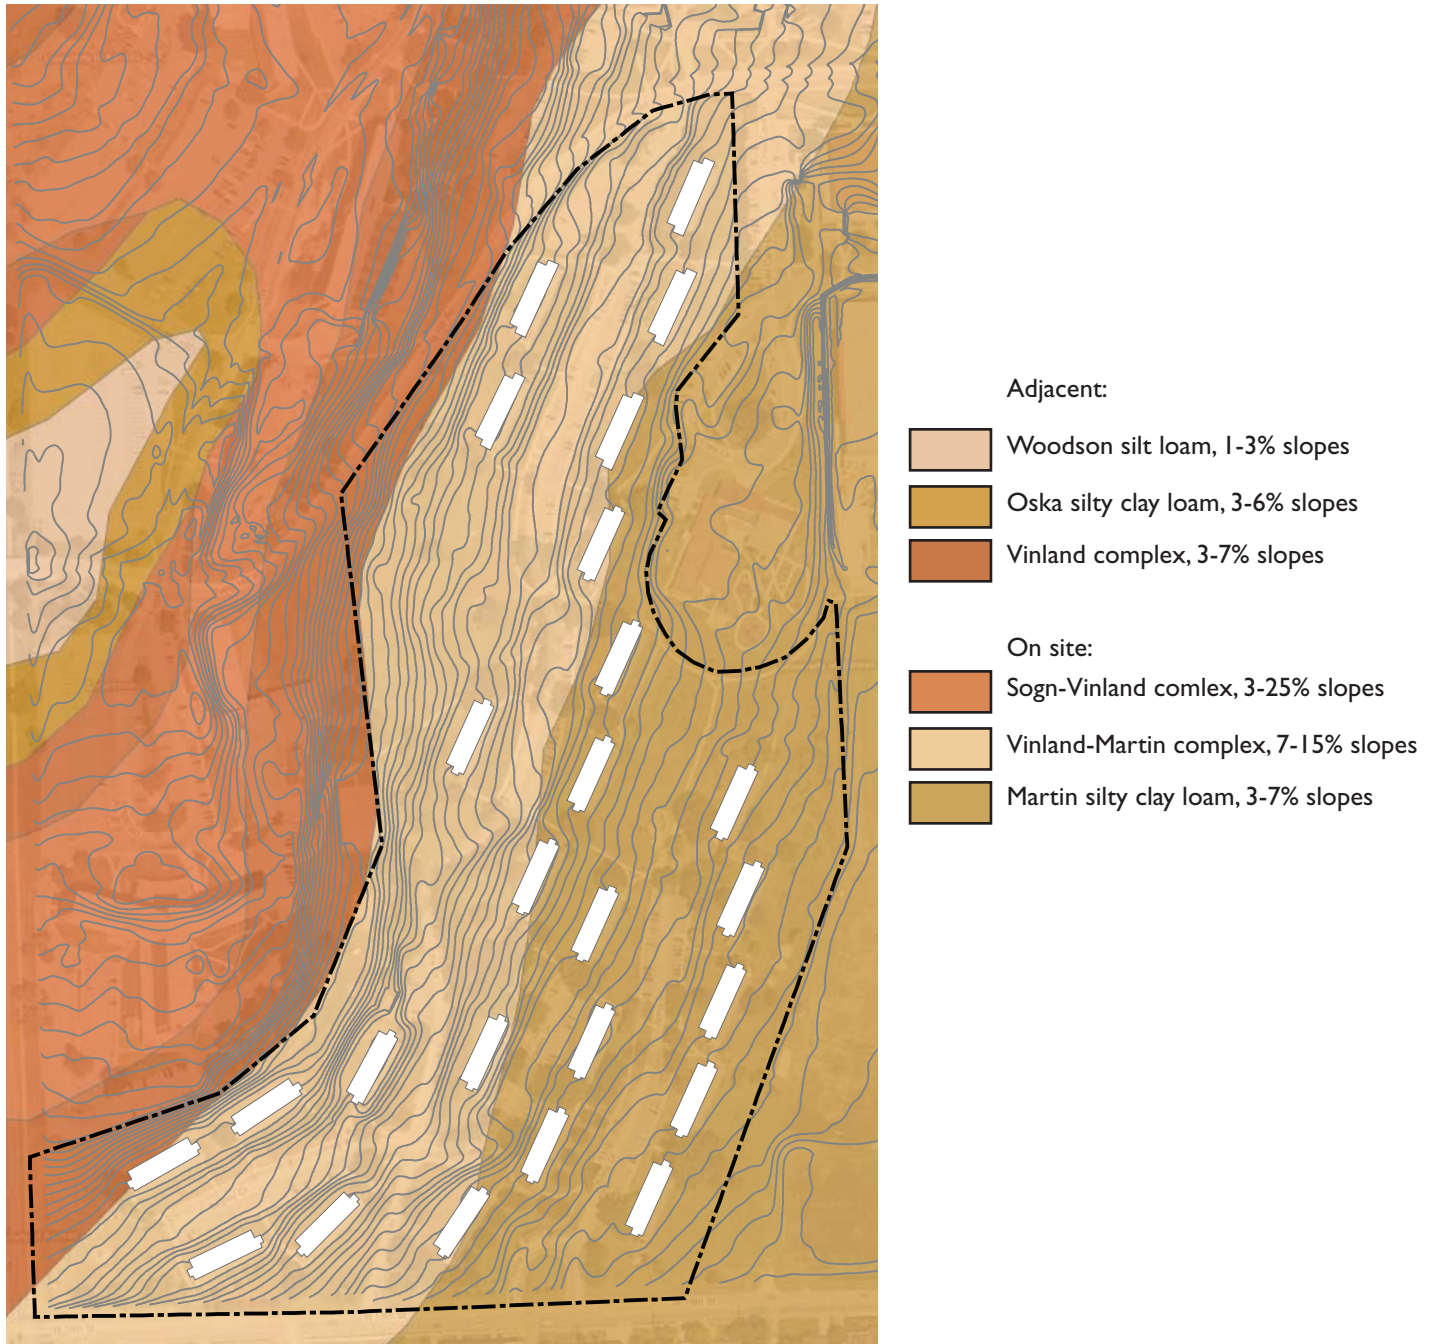 Adjacent:
Woodson silt loam, 1-3% slopes
Oska silty clay loam, 3-6% slopes
Vinland complex, 3-7% slopes
On site:
Sogn-Vinland comlex, 3-25% slopes
Vinland-Martin complex, 7-15% slopes
Martin silty clay loam, 3-7% slopes